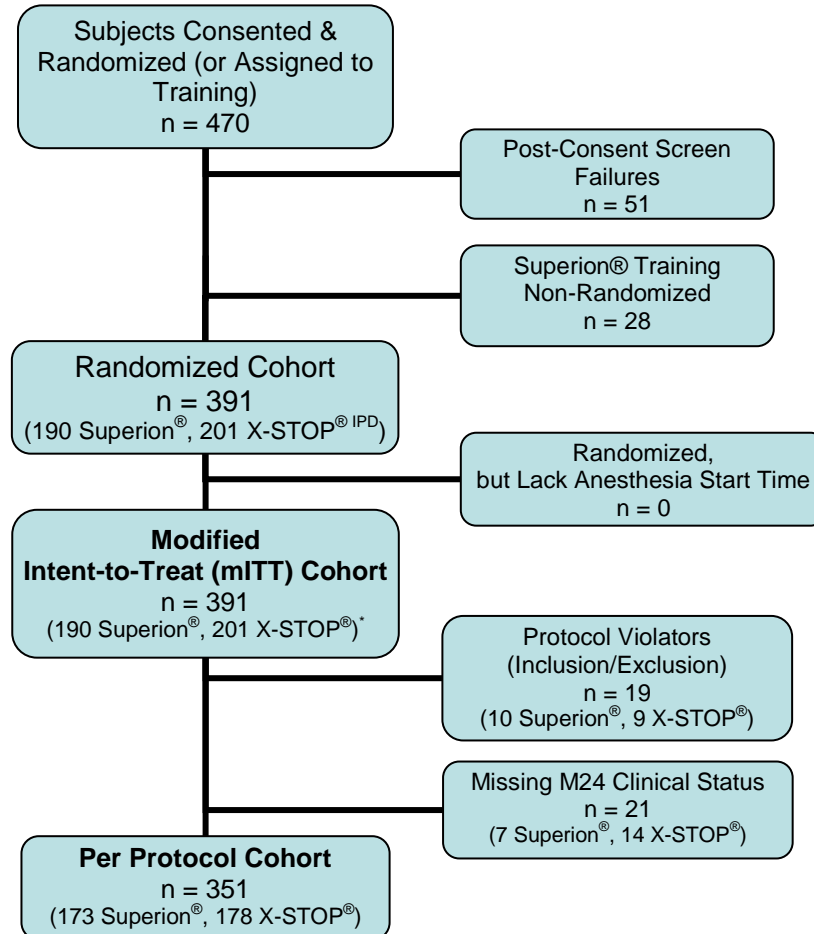 Subjects Consented &
Randomized (or Assigned to
Training)
n = 470
Post-Consent Screen
Failures
n = 51
Superion® Training
Non-Randomized
n = 28
Randomized Cohort
n = 391
(190 Superion®, 201 X-STOP® IPD)
Randomized,
but Lack Anesthesia Start Time
n = 0
Modified
Intent-to-Treat (mITT) Cohort
n = 391
(190 Superion®, 201 X-STOP®)*
Protocol Violators
(Inclusion/Exclusion)
n = 19
(10 Superion®, 9 X-STOP®)
Missing M24 Clinical Status
n = 21
(7 Superion®, 14 X-STOP®)
Per Protocol Cohort
n = 351
(173 Superion®, 178 X-STOP®)